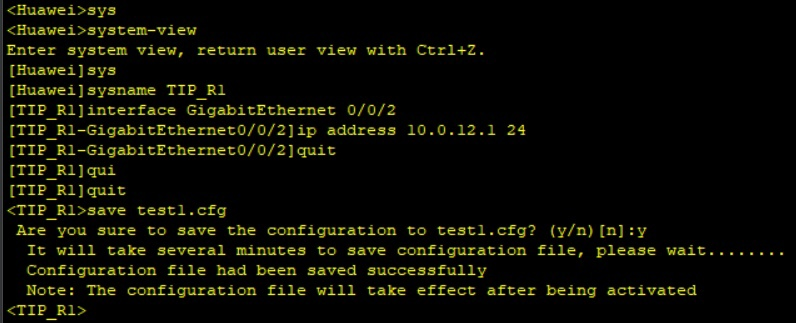 <Huawei>sys
<Huawei>system-view
Enter system view, return user view with Ctrl+Z.
[Huawei]sys
[Huawei]sysname TIP_R1
[TIP_R1]interface GigabitEthernet 0/0/2
[TIP_R1-GigabitEthernet0/0/2]ip address 10.0.12.1 24
[TIP_R1-GigabitEthernet0/0/2]quit
[TIP_R1]qui
[TIP_R1]quit
<TIP_R1>save test1.cfg
Are you sure to save the configuration to test1.cfg? (y/n)[n]:y
It will take several minutes to save configuration file, please wait........
Configuration file had been saved successfully
Note: The configuration file will take effect after being activated
<TIP_R1>